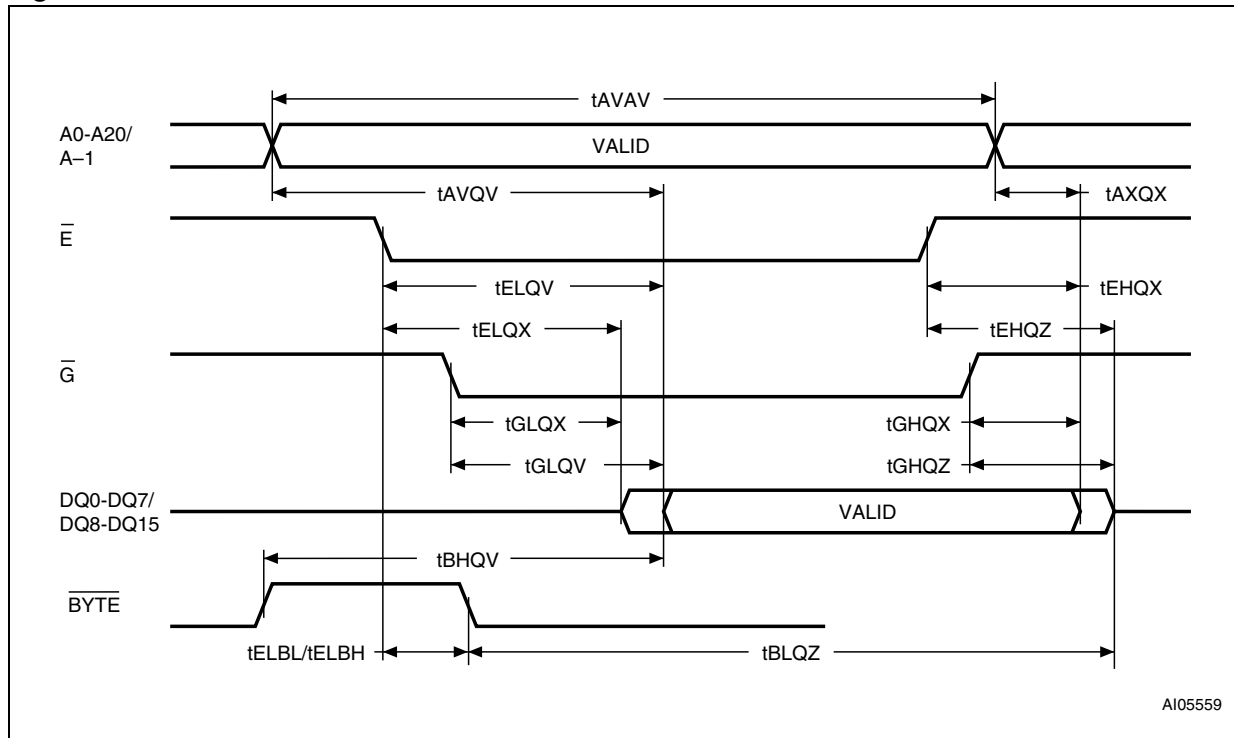 tAVAV
A0-A20/
A–1
VALID
tAVQV
tAXQX
E
tELQV
tEHQX
tELQX
tEHQZ
G
tGLQX
tGHQX
tGLQV
tGHQZ
DQ0-DQ7/
DQ8-DQ15
VALID
tBHQV
BYTE
tELBL/tELBH
tBLQZ
AI05559